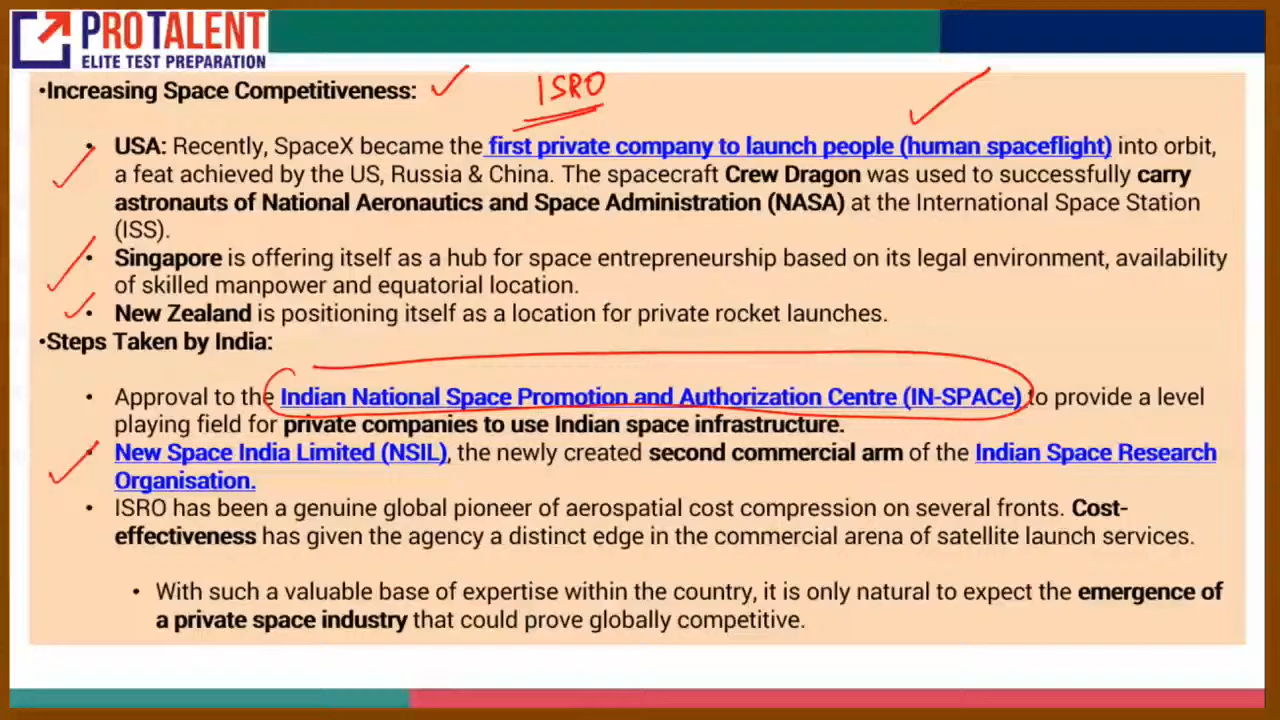 PRO TALENT
ELITE TEST PREPARATION
•Increasing Space Competitiveness:
ISRO
• USA: Recently, SpaceX became the first private company to launch people (human spaceflight) into orbit,
a feat achieved by the US, Russia & China. The spacecraft Crew Dragon was used to successfully carry
astronauts of National Aeronautics and Space Administration (NASA) at the International Space Station
(ISS).
• Singapore is offering itself as a hub for space entrepreneurship based on its legal environment, availability
of skilled manpower and equatorial location.
• New Zealand is positioning itself as a location for private rocket launches.
•Steps Taken by India:
• Approval to the Indian National Space Promotion and Authorization Centre (IN-SPACe) to provide a level
playing field for private companies to use Indian space infrastructure.
• New Space India Limited (NSIL), the newly created second commercial arm of the Indian Space Research
Organisation.
• ISRO has been a genuine global pioneer of aerospatial cost compression on several fronts. Cost-
effectiveness has given the agency a distinct edge in the commercial arena of satellite launch services.
• With such a valuable base of expertise within the country, it is only natural to expect the emergence of
a private space industry that could prove globally competitive.